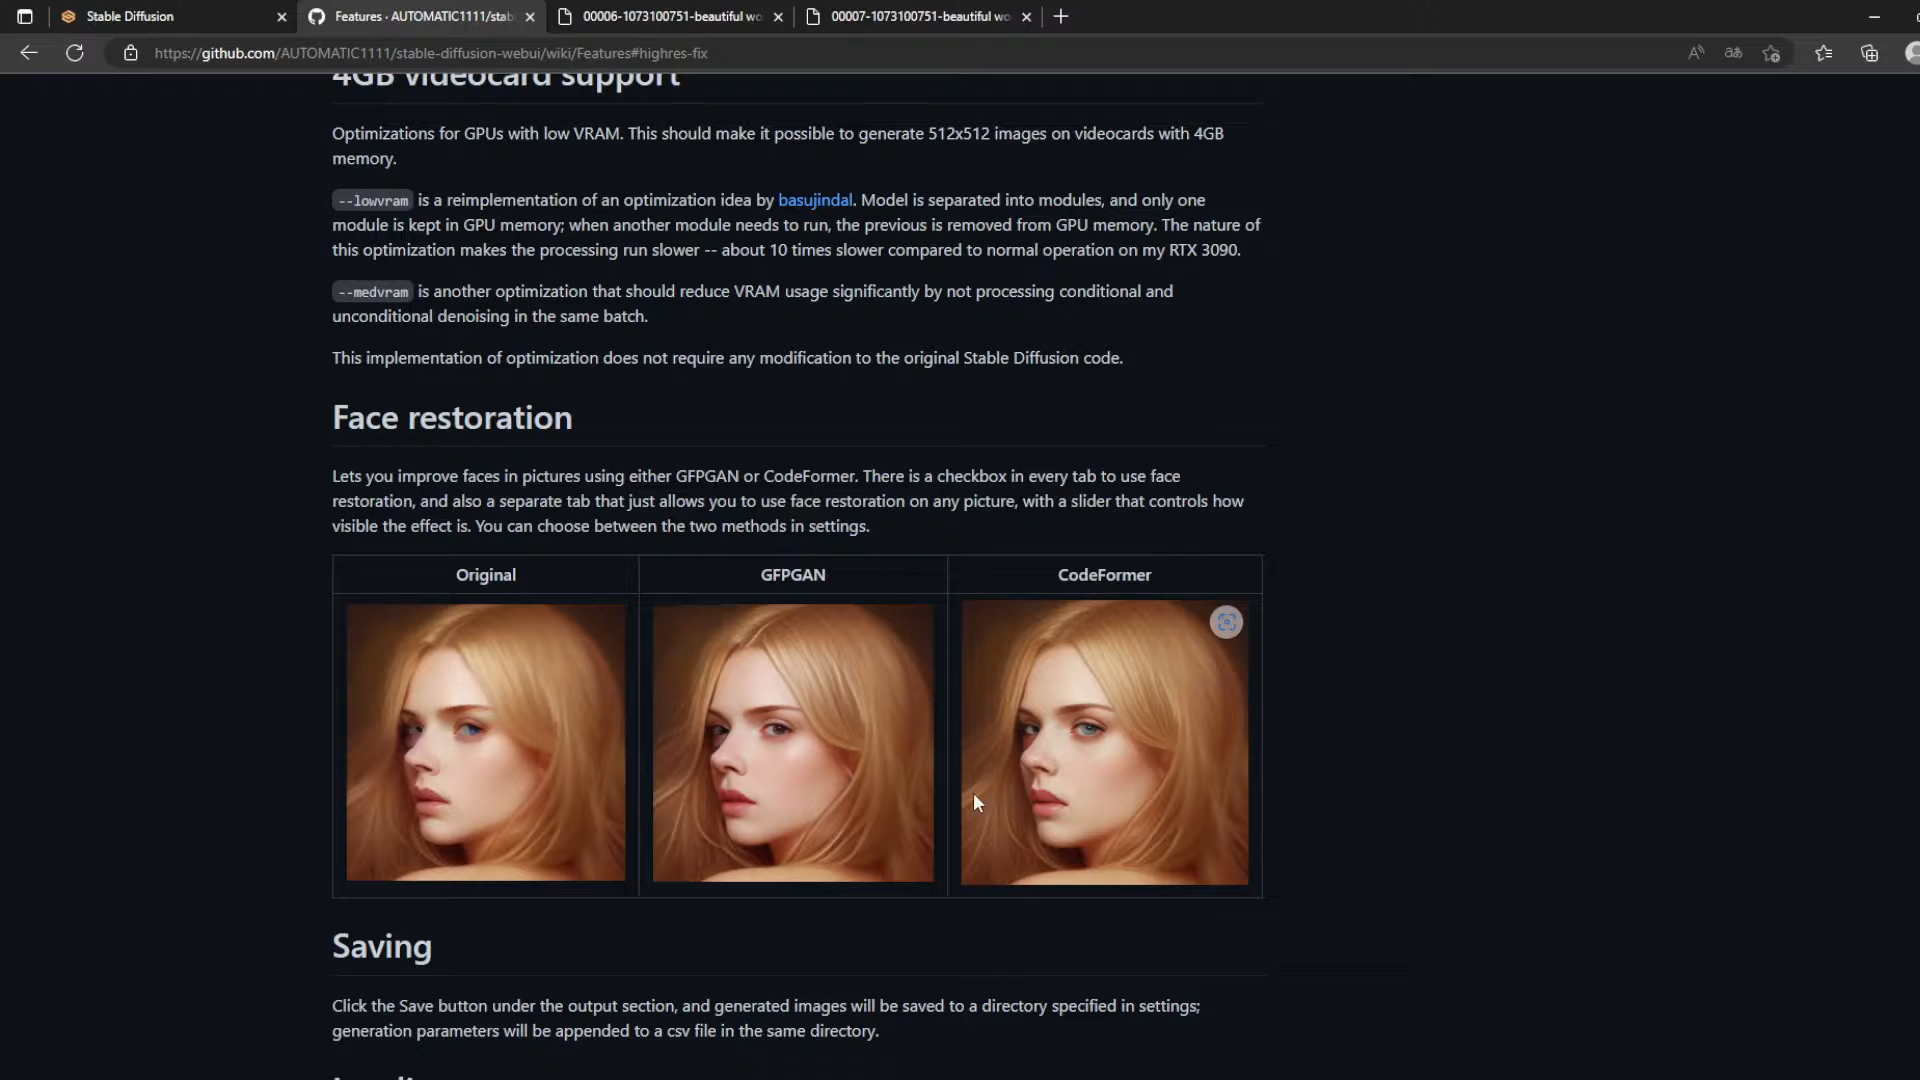 Stable Diffusion
Features · AUTOMATIC1111/stab
00006-1073100751-beautiful wo
00007-1073100751-beautiful wo
https://github.com/AUTOMATIC1111/stable-diffusion-webui/wiki/Features#highres-fix
4GB videocard support
Optimizations for GPUs with low VRAM. This should make it possible to generate 512x512 images on videocards with 4GB
memory.
--lowvram is a reimplementation of an optimization idea by basujindal. Model is separated into modules, and only one
module is kept in GPU memory; when another module needs to run, the previous is removed from GPU memory. The nature of
this optimization makes the processing run slower -- about 10 times slower compared to normal operation on my RTX 3090.
--medvram is another optimization that should reduce VRAM usage significantly by not processing conditional and
unconditional denoising in the same batch.
This implementation of optimization does not require any modification to the original Stable Diffusion code.
Face restoration
Lets you improve faces in pictures using either GFPGAN or CodeFormer. There is a checkbox in every tab to use face
restoration, and also a separate tab that just allows you to use face restoration on any picture, with a slider that controls how
visible the effect is. You can choose between the two methods in settings.
Original GFPGAN CodeFormer
Saving
Click the Save button under the output section, and generated images will be saved to a directory specified in settings;
generation parameters will be appended to a csv file in the same directory.